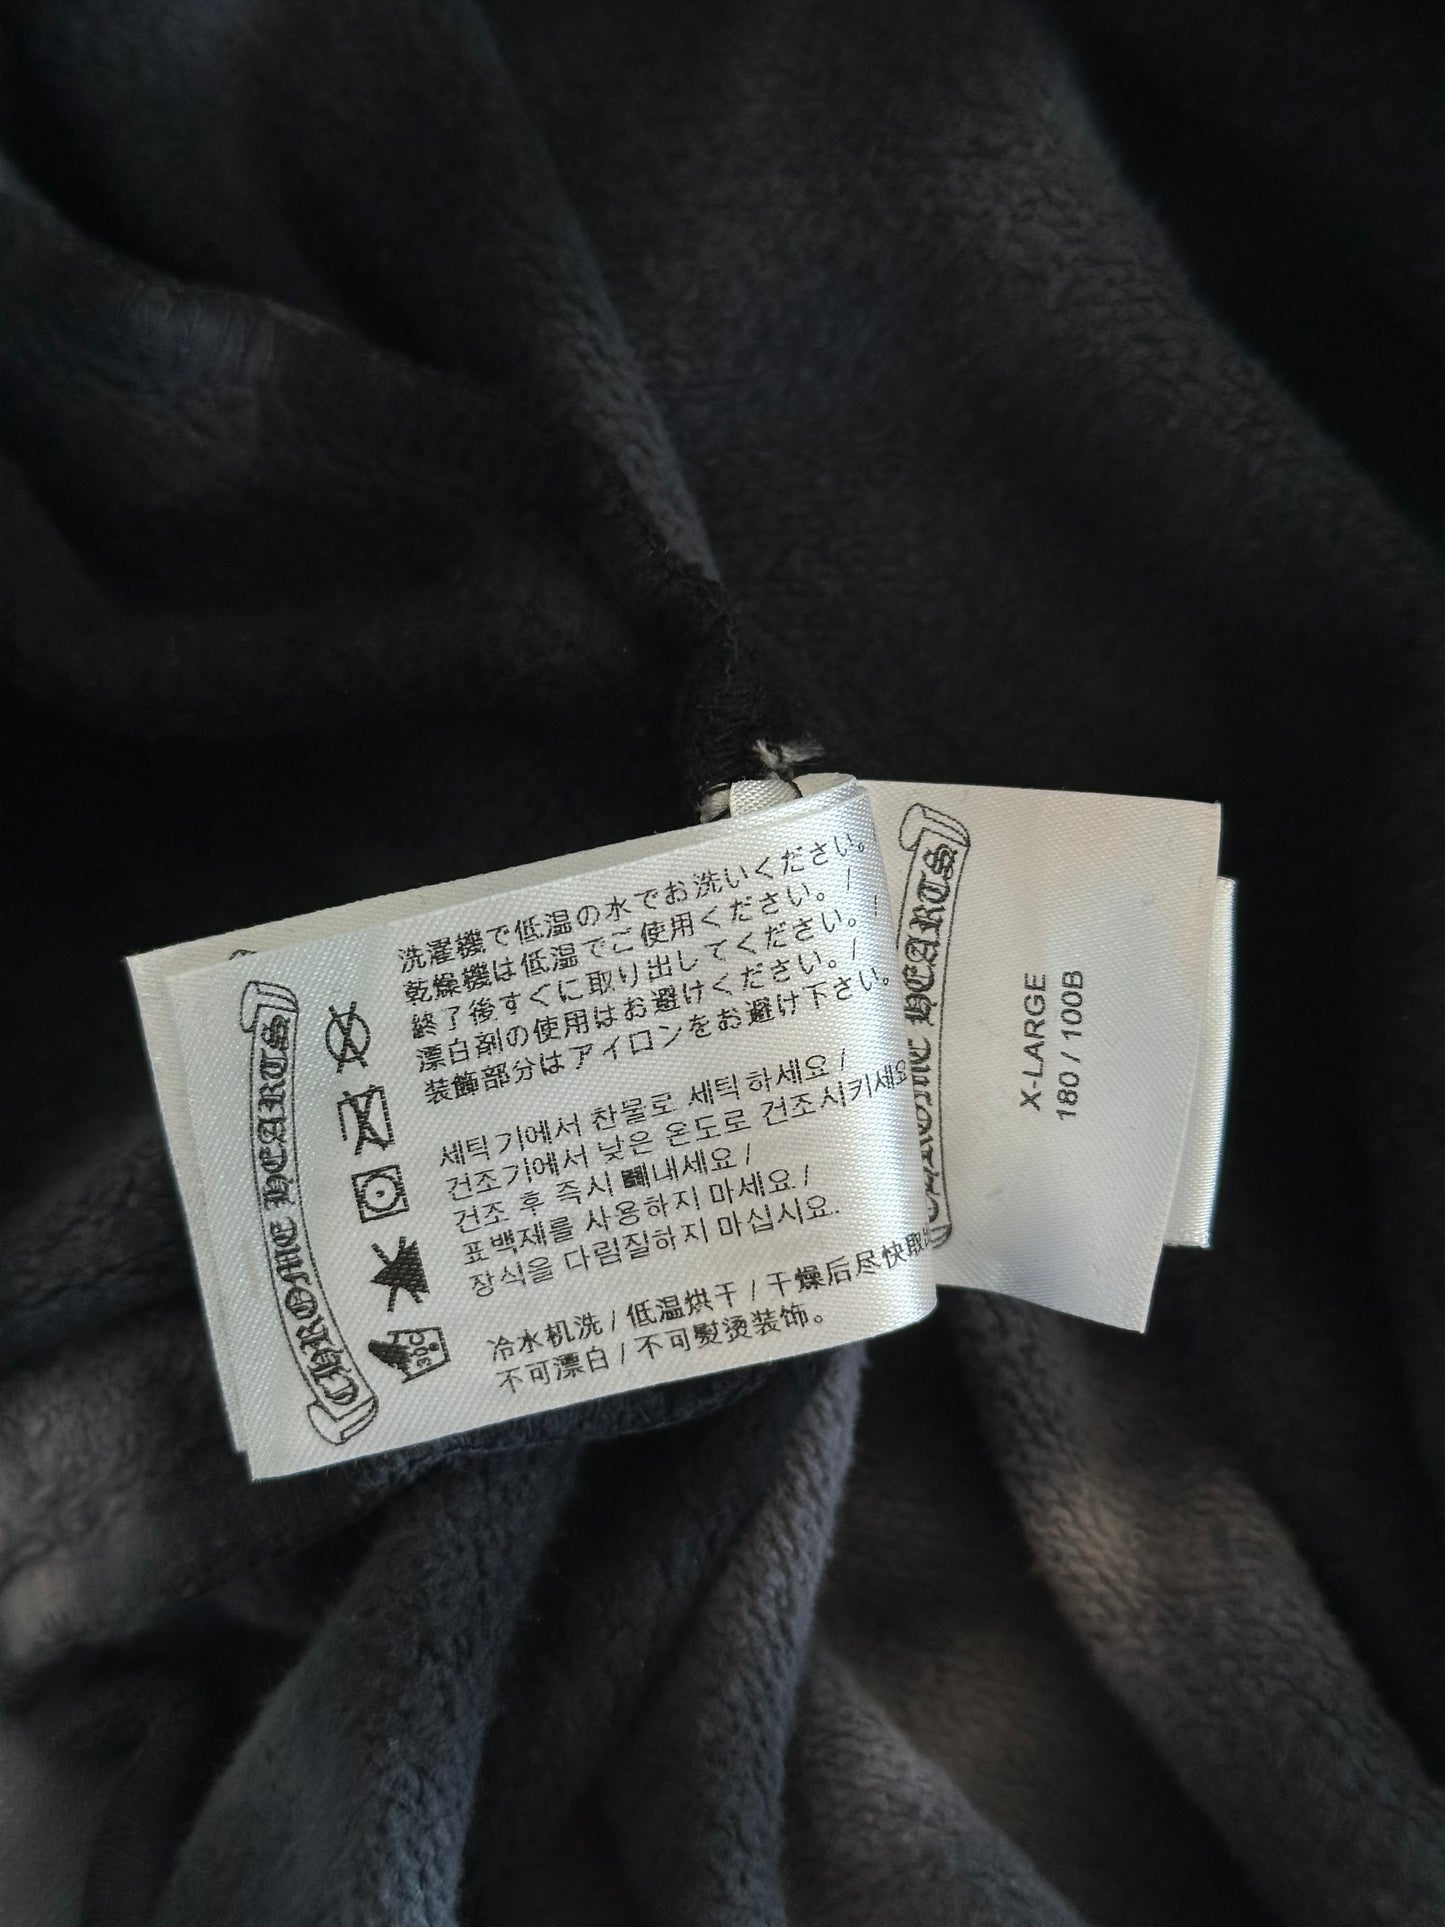 CHROME HEARTS
洗濯機で低温の水でお洗いください。
乾燥機は低温でご使用ください。 /
終了後すぐに取り出してください。 /
漂白剤の使用はお避けください。 /
装飾部分はアイロンをお避け下さい。
세탁기에서 찬물로 세탁하세요 /
건조기에서 낮은 온도로 건조시키세요
건조 후 즉시 빼내세요 /
표백제를 사용하지 마세요 /
장식을 다림질하지 마십시요.
冷水机洗 / 低温烘干 / 干燥后尽快取
不可漂白 / 不可熨烫装饰。
30C
CHROME HEARTS
X-LARGE
180 / 100B